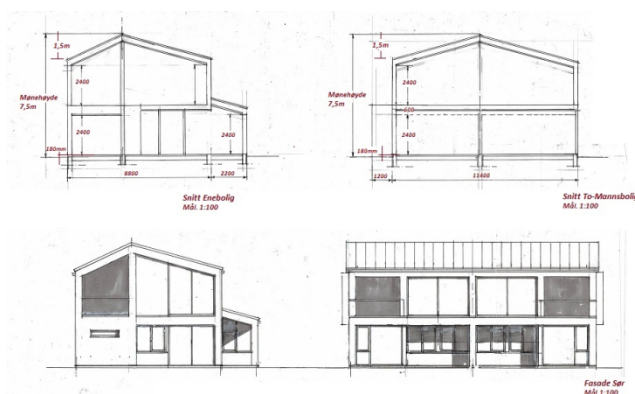 1,5m
2400
Mønehøyde
7,5m
2400
2400
180mm
8800
2200
Snitt Enebolig
Mål. 1:100
1,5m
2400
Mønehøyde
7,5m
600
2400
180mm
1200
11400
Snitt To-Mannsbolig
Mål. 1:100
Fasade Sør
Mål 1:100